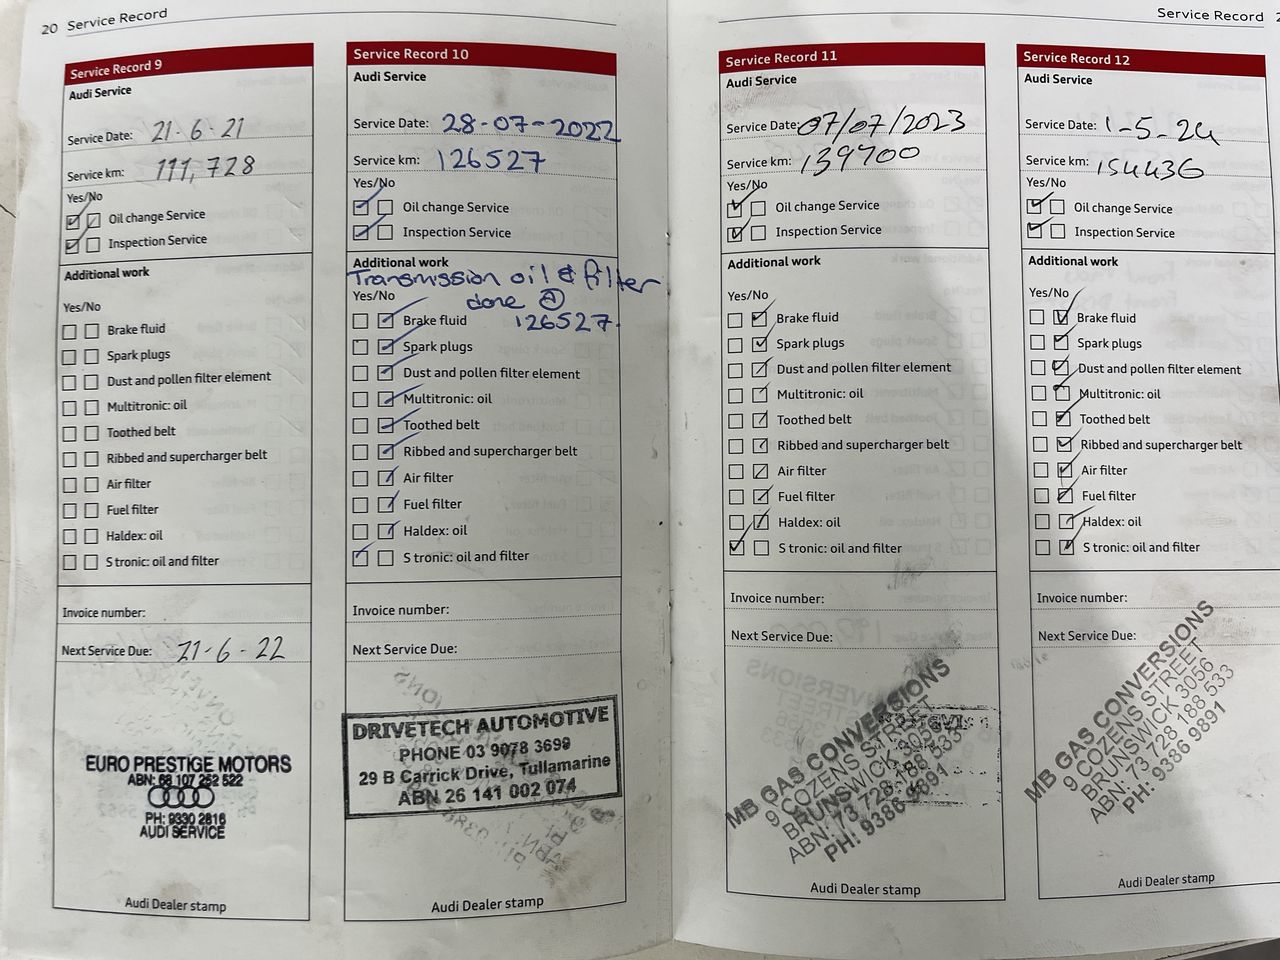 20 Service Record
Service Record 9
Audi Service
Service Date: 21-6-21
Service km: 111,728
Yes/No
Oil change Service
Inspection Service
Additional work
Yes/No
Brake fluid
Spark plugs
Dust and pollen filter element
Multitronic: oil
Toothed belt
Ribbed and supercharger belt
Air filter
Fuel filter
Haldex: oil
S tronic: oil and filter
Invoice number:
Next Service Due: 21-6-22
EURO PRESTIGE MOTORS
ABN: 68 107 252 522
PH: 9330 2816
AUDI SERVICE
Audi Dealer stamp
Service Record 10
Audi Service
Service Date: 28-07-2022
Service km: 126527
Yes/No
Oil change Service
Inspection Service
Additional work
Transmission oil & filter
Yes/No done @
Brake fluid 126527.
Spark plugs
Dust and pollen filter element
Multitronic: oil
Toothed belt
Ribbed and supercharger belt
Air filter
Fuel filter
Haldex: oil
S tronic: oil and filter
Invoice number:
Next Service Due:
DRIVETECH AUTOMOTIVE
PHONE 03 9078 3699
29 B Carrick Drive, Tullamarine
ABN 26 141 002 074
Audi Dealer stamp
Service Record
Service Record 11
Audi Service
Service Date: 07/07/2023
Service km: 139700
Yes/No
Oil change Service
Inspection Service
Additional work
Yes/No
Brake fluid
Spark plugs
Dust and pollen filter element
Multitronic: oil
Toothed belt
Ribbed and supercharger belt
Air filter
Fuel filter
Haldex: oil
S tronic: oil and filter
Invoice number:
Next Service Due:
MB GAS CONVERSIONS
9 COZENS STREET
BRUNSWICK 3056
ABN: 73 728 188 533
PH: 9386 9891
Audi Dealer stamp
Service Record 12
Audi Service
Service Date: 1-5-24
Service km: 154436
Yes/No
Oil change Service
Inspection Service
Additional work
Yes/No
Brake fluid
Spark plugs
Dust and pollen filter element
Multitronic: oil
Toothed belt
Ribbed and supercharger belt
Air filter
Fuel filter
Haldex: oil
S tronic: oil and filter
Invoice number:
Next Service Due:
MB GAS CONVERSIONS
9 COZENS STREET
BRUNSWICK 3056
ABN: 73 728 188 533
PH: 9386 9891
Audi Dealer stamp